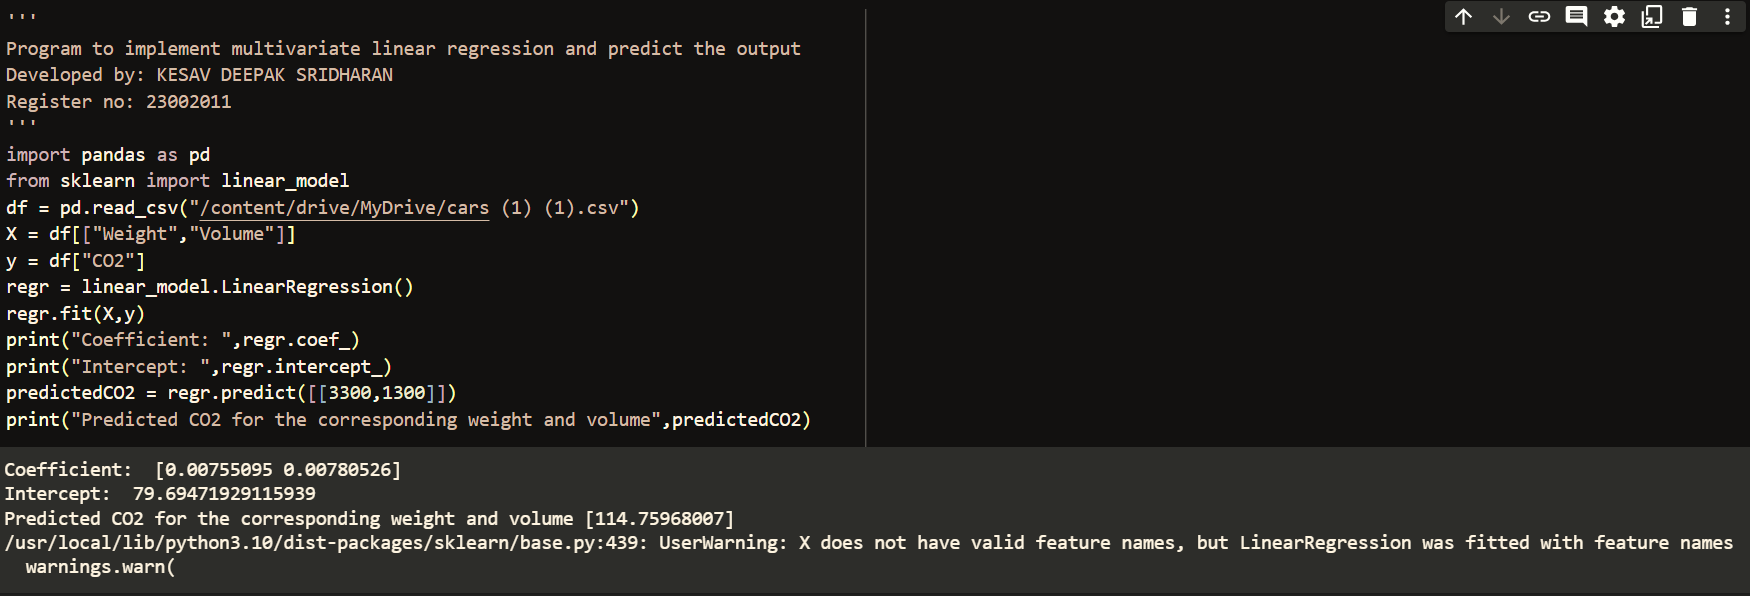 '''
Program to implement multivariate linear regression and predict the output
Developed by: KESAV DEEPAK SRIDHARAN
Register no: 23002011
'''
import pandas as pd
from sklearn import linear_model
df = pd.read_csv("/content/drive/MyDrive/cars (1) (1).csv")
X = df[["Weight","Volume"]]
y = df["CO2"]
regr = linear_model.LinearRegression()
regr.fit(X,y)
print("Coefficient: ",regr.coef_)
print("Intercept: ",regr.intercept_)
predictedCO2 = regr.predict([[3300,1300]])
print("Predicted CO2 for the corresponding weight and volume",predictedCO2)
Coefficient:  [0.00755095 0.00780526]
Intercept:  79.69471929115939
Predicted CO2 for the corresponding weight and volume [114.75968007]
/usr/local/lib/python3.10/dist-packages/sklearn/base.py:439: UserWarning: X does not have valid feature names, but LinearRegression was fitted with feature names
  warnings.warn(